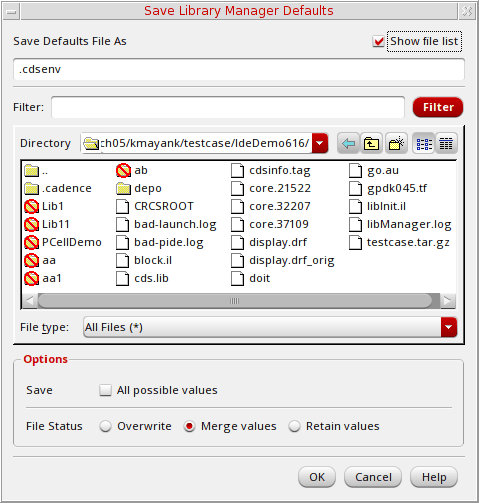 Save Library Manager Defaults
Save Defaults File As
Show file list
.cdsenv
Filter:
Filter
Directory
:h05/kmayank/testcase/IdeDemo616/
..
.cadence
Lib1
Lib11
PCellDemo
aa
aa1
ab
depo
CRCSROOT
bad-launch.log
bad-pide.log
block.il
cds.lib
cdsinfo.tag
core.21522
core.32207
core.37109
display.drf
display.drf_orig
doit
go.au
gpdk045.tf
libInit.il
libManager.log
testcase.tar.gz
File type:
All Files (*)
Options
Save
All possible values
File Status
Overwrite
Merge values
Retain values
OK
Cancel
Help